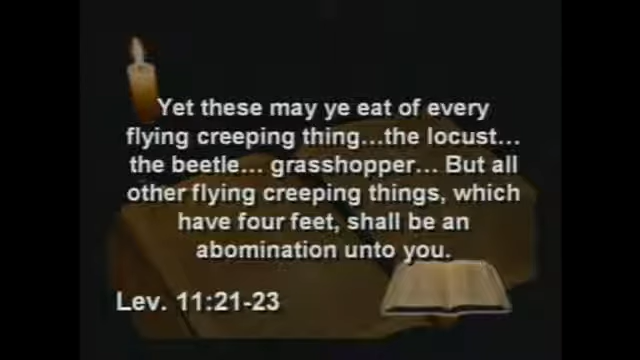 Yet these may ye eat of every
flying creeping thing...the locust...
the beetle... grasshopper... But all
other flying creeping things, which
have four feet, shall be an
abomination unto you.
Lev. 11:21-23